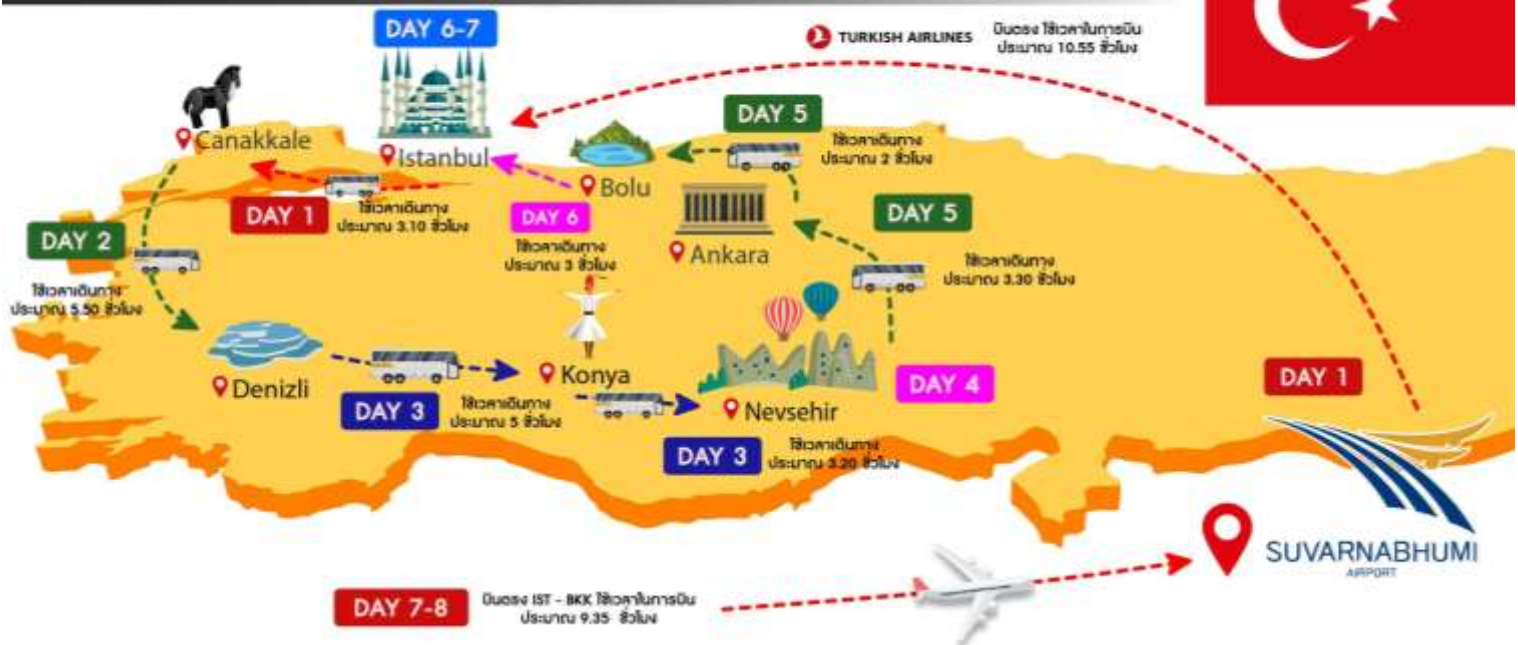 DAY 6-7
TURKISH AIRLINES
บินตรง ใช้เวลาในการบิน
ประมาณ 10.55 ชั่วโมง
Canakkale
Istanbul
DAY 5
ใช้เวลาเดินทาง
ประมาณ 2 ชั่วโมง
Bolu
DAY 1
ใช้เวลาเดินทาง
ประมาณ 3.10 ชั่วโมง
DAY 6
ใช้เวลาเดินทาง
ประมาณ 3 ชั่วโมง
Ankara
DAY 5
ใช้เวลาเดินทาง
ประมาณ 3.30 ชั่วโมง
DAY 2
ใช้เวลาเดินทาง
ประมาณ 5.50 ชั่วโมง
Denizli
DAY 3
ใช้เวลาเดินทาง
ประมาณ 5 ชั่วโมง
Konya
Nevsehir
DAY 4
DAY 3
ใช้เวลาเดินทาง
ประมาณ 3.20 ชั่วโมง
DAY 1
SUVARNABHUMI
AIRPORT
DAY 7-8
บินตรง IST - BKK ใช้เวลาในการบิน
ประมาณ 9.35 ชั่วโมง